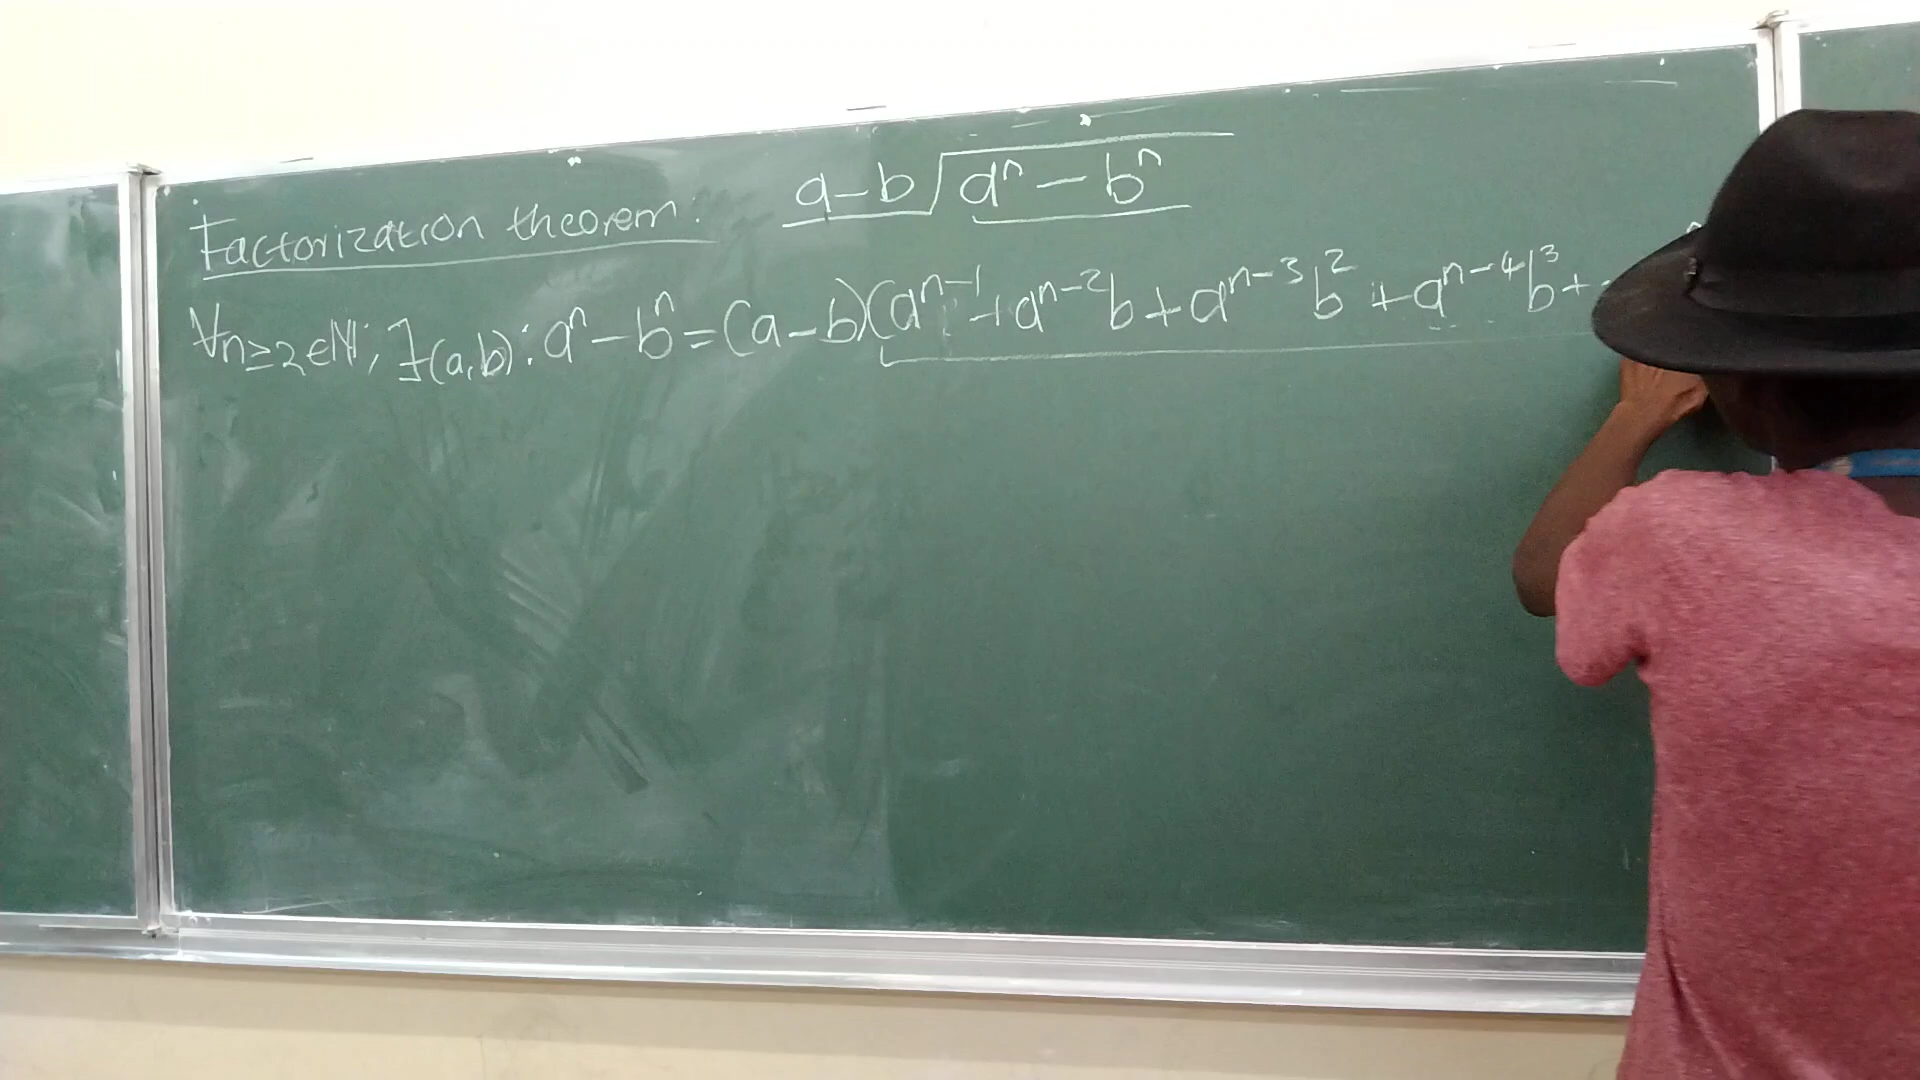 a-b aⁿ - bⁿ
Factorization theorem:
∀n≥2∈ℕ; ∃(a,b): aⁿ - bⁿ = (a-b)(aⁿ⁻¹ + aⁿ⁻²b + aⁿ⁻³b² + aⁿ⁻⁴b³ +